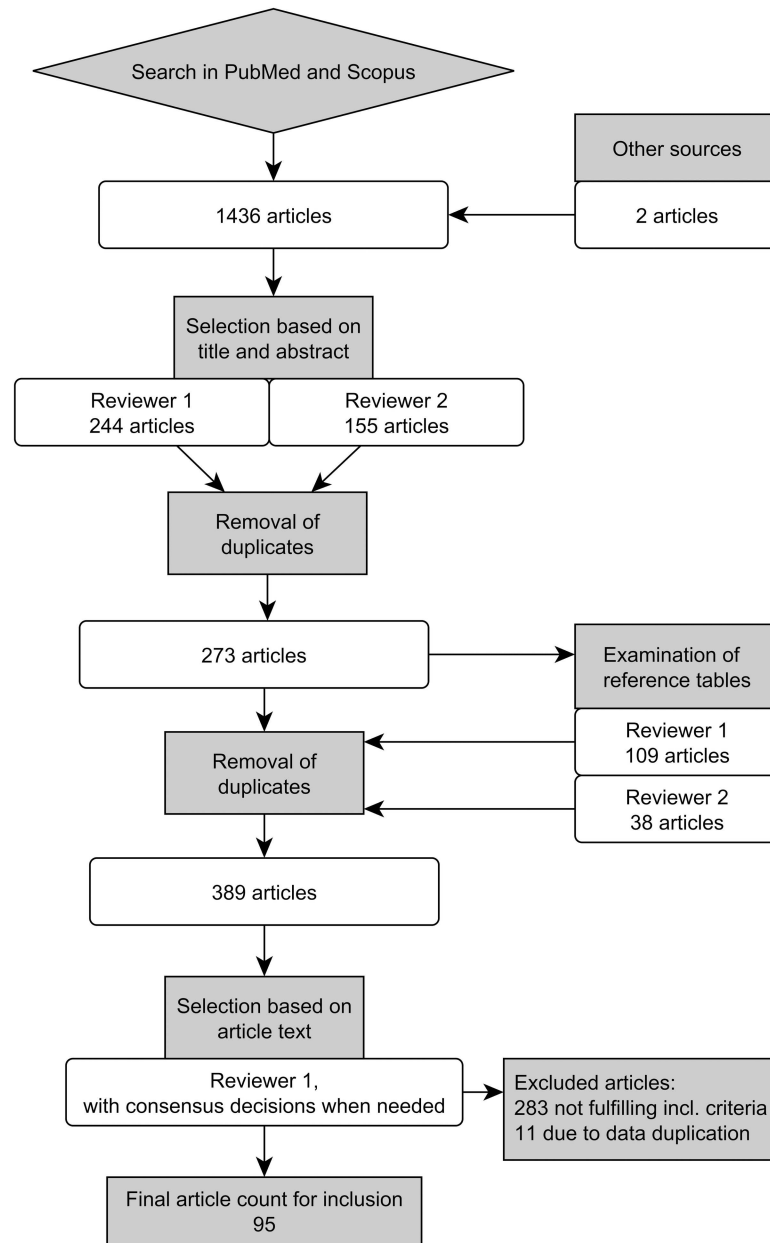 Search in PubMed and Scopus
Other sources
1436 articles
2 articles
Selection based on
title and abstract
Reviewer 1
244 articles
Reviewer 2
155 articles
Removal of
duplicates
273 articles
Examination of
reference tables
Reviewer 1
109 articles
Removal of
duplicates
Reviewer 2
38 articles
389 articles
Selection based on
article text
Reviewer 1,
with consensus decisions when needed
Excluded articles:
283 not fulfilling incl. criteria
11 due to data duplication
Final article count for inclusion
95